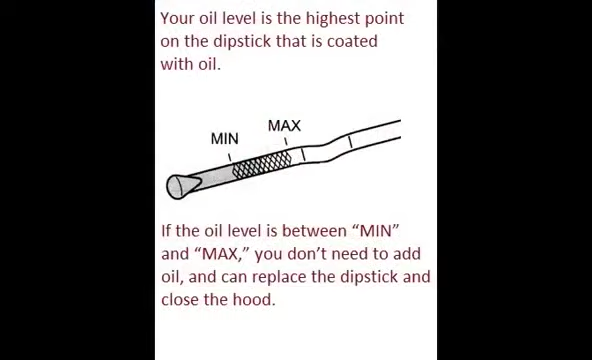 Your oil level is the highest point
on the dipstick that is coated
with oil.
MIN MAX
If the oil level is between “MIN”
and “MAX,” you don’t need to add
oil, and can replace the dipstick and
close the hood.